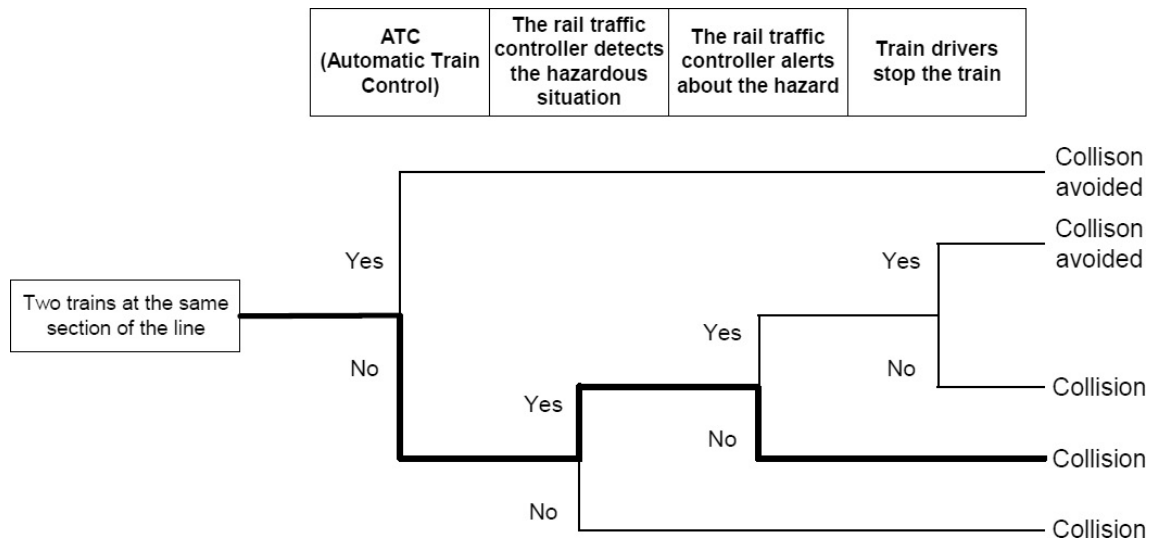 ATC
(Automatic Train
Control)
The rail traffic
controller detects
the hazardous
situation
The rail traffic
controller alerts
about the hazard
Train drivers
stop the train
Collison
avoided
Collison
avoided
Yes
Yes
Two trains at the same
section of the line
Yes
No
No
Yes
Collision
No
Collision
No
Collision